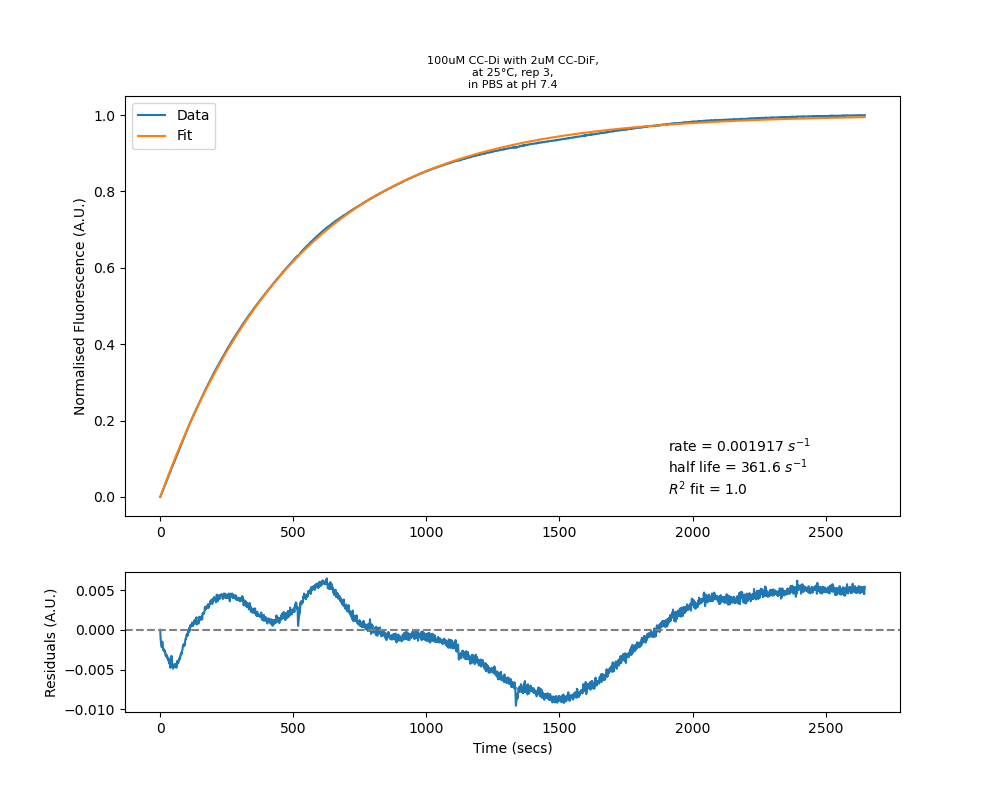 100uM CC-Di with 2uM CC-DiF,
at 25°C, rep 3,
in PBS at pH 7.4
Data
Fit
1.0
0.8
0.6
0.4
0.2
0.0
Normalised Fluorescence (A.U.)
rate = 0.001917 s⁻¹
half life = 361.6 s⁻¹
R² fit = 1.0
0 500 1000 1500 2000 2500
0.005
0.000
−0.005
−0.010
Residuals (A.U.)
0 500 1000 1500 2000 2500
Time (secs)